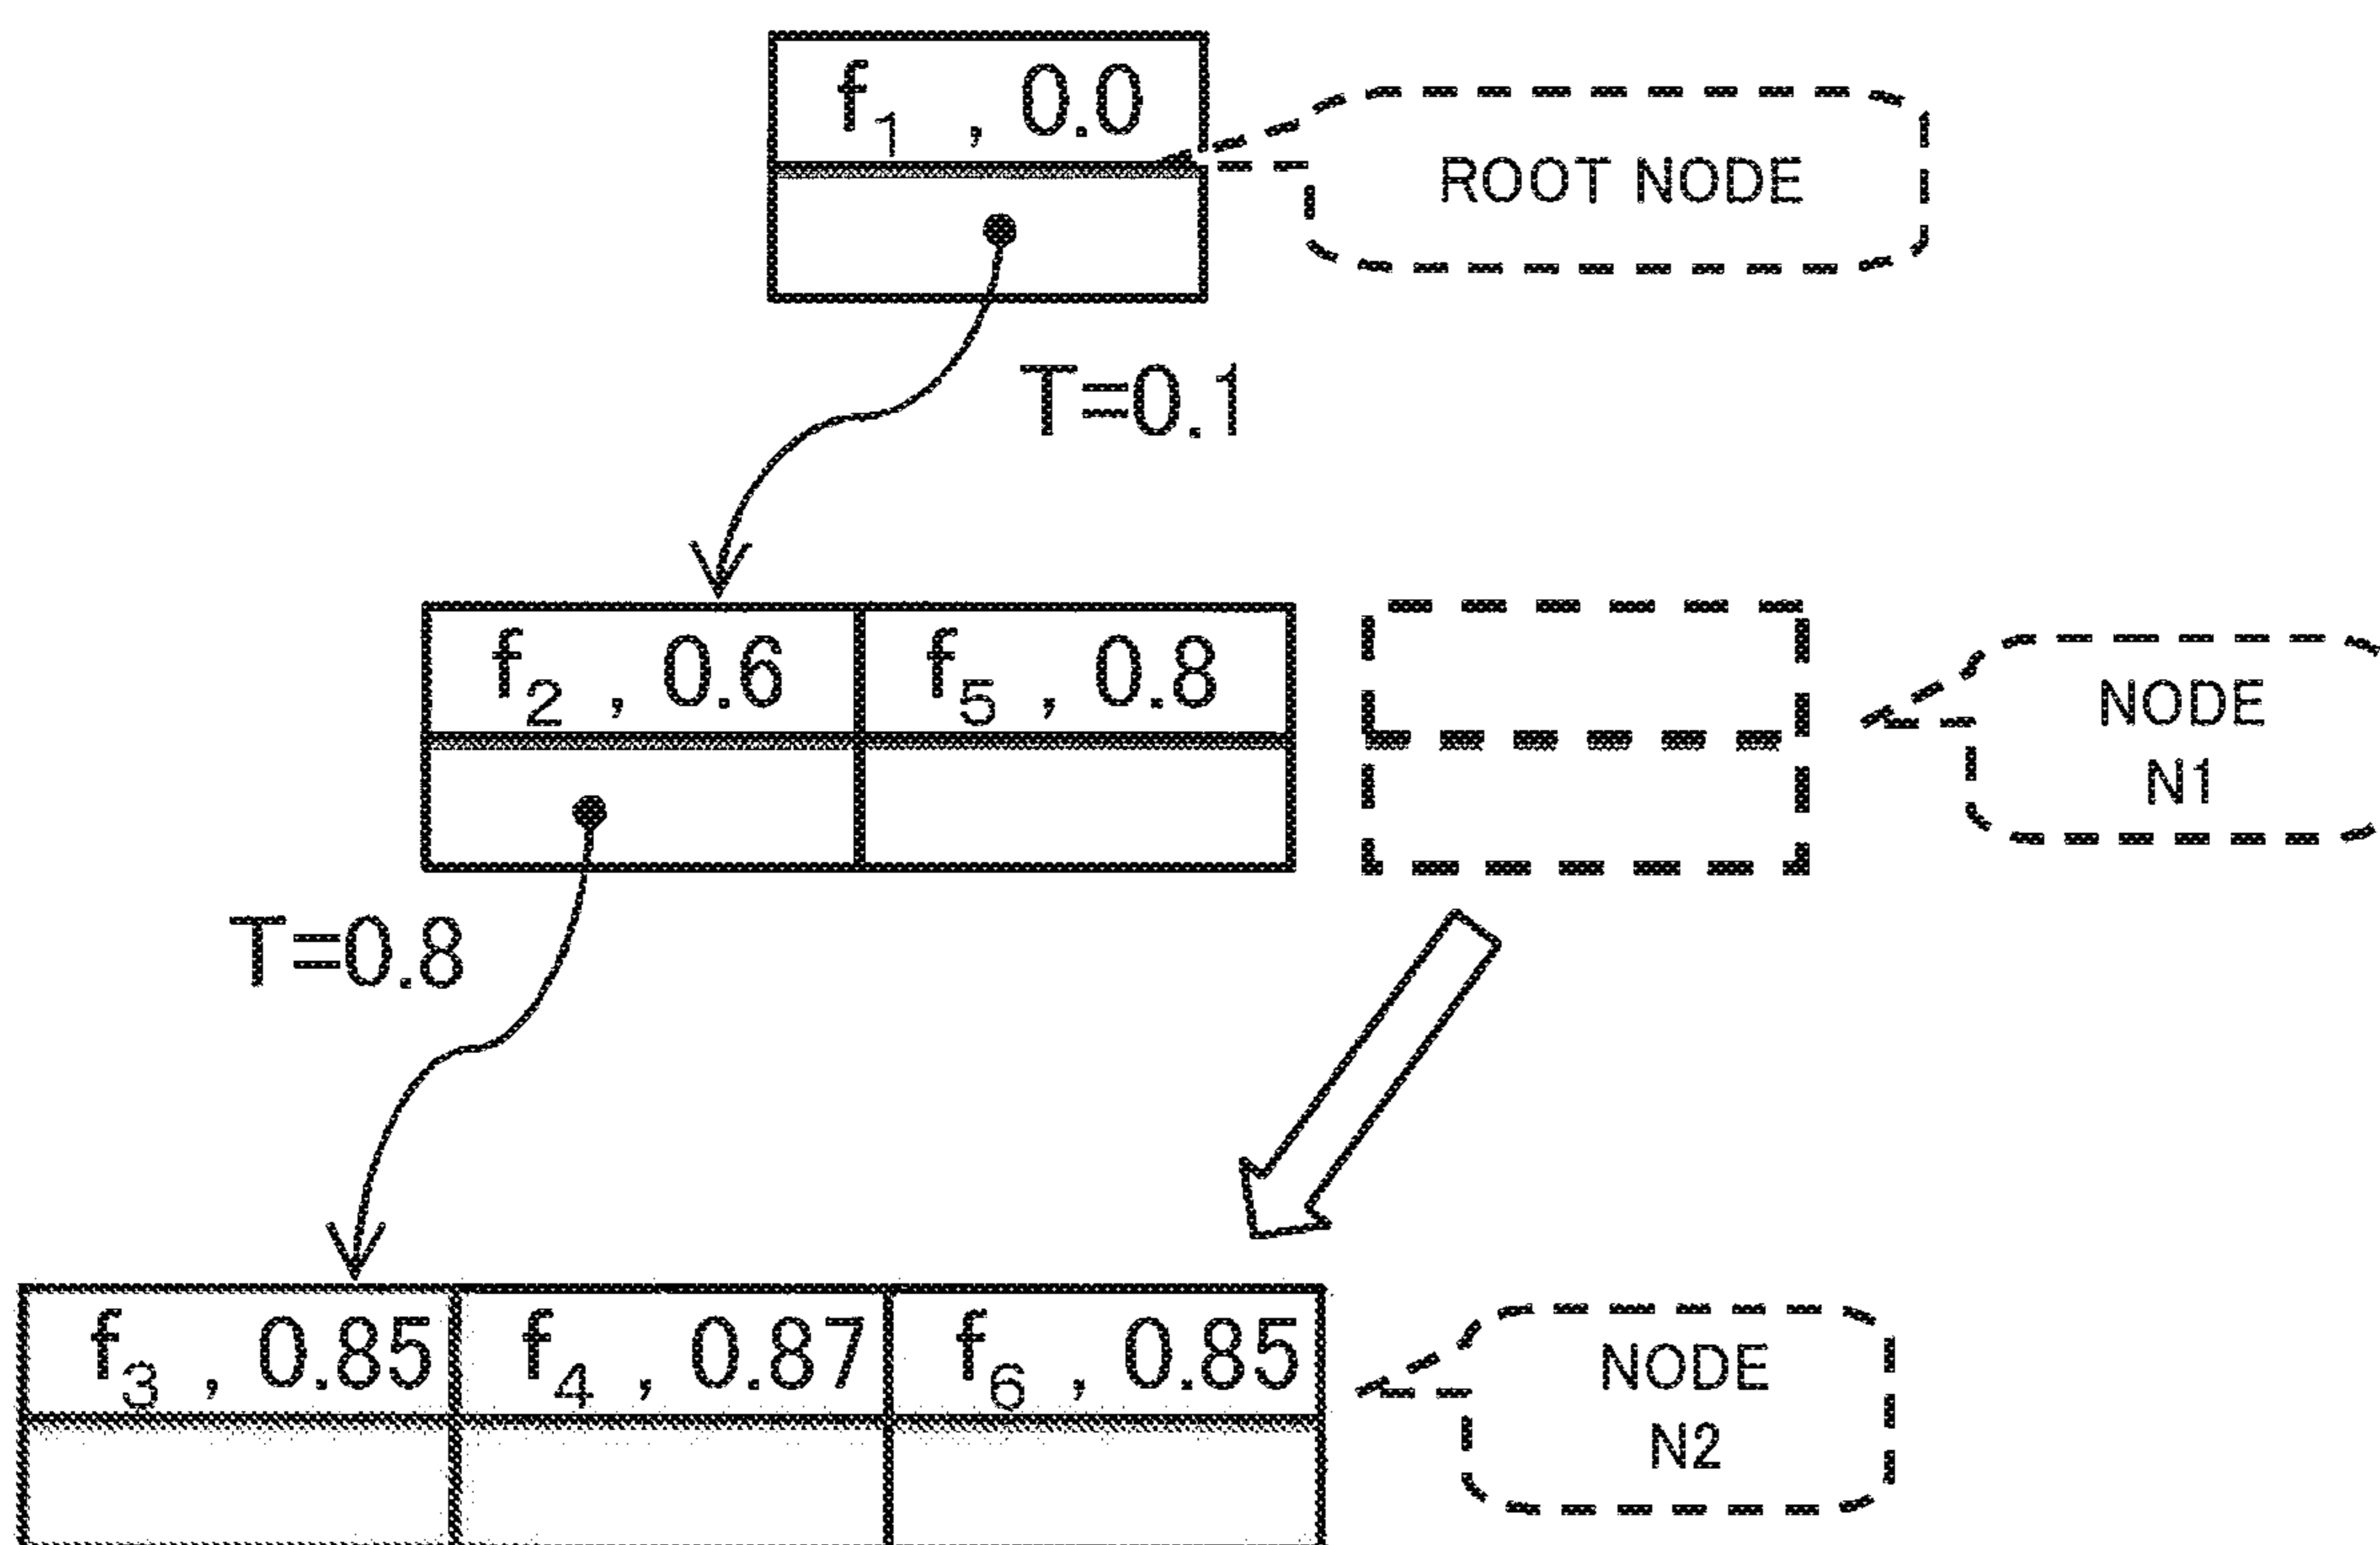 f₁ , 0.0
ROOT NODE
T=0.1
f₂ , 0.6
f₅ , 0.8
NODE
N1
T=0.8
f₃ , 0.85
f₄ , 0.87
f₆ , 0.85
NODE
N2